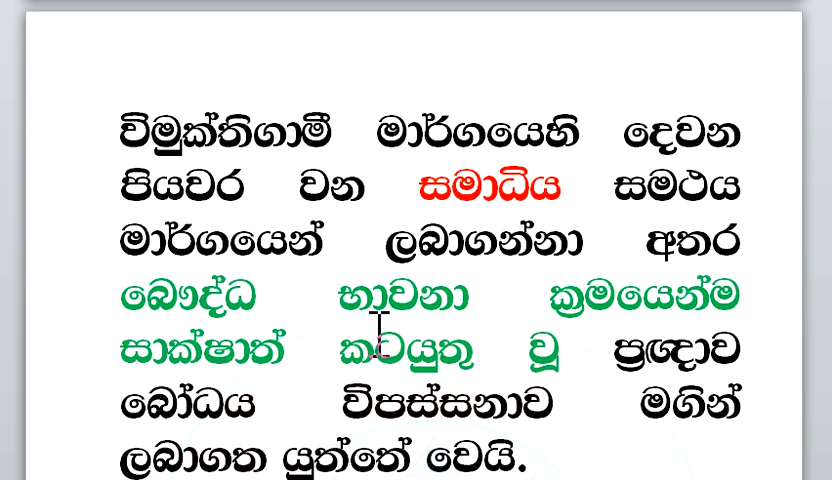 විමුක්තිගාමී මාර්ගයෙහි දෙවන
පියවර වන සමාධිය සමථය
මාර්ගයෙන් ලබාගන්නා අතර
බෞද්ධ භාවනා ක්‍රමයෙන්ම
සාක්ෂාත් කටයුතු වූ ප්‍රඥාව
බෝධය විපස්සනාව මගින්
ලබාගත යුත්තේ වෙයි.